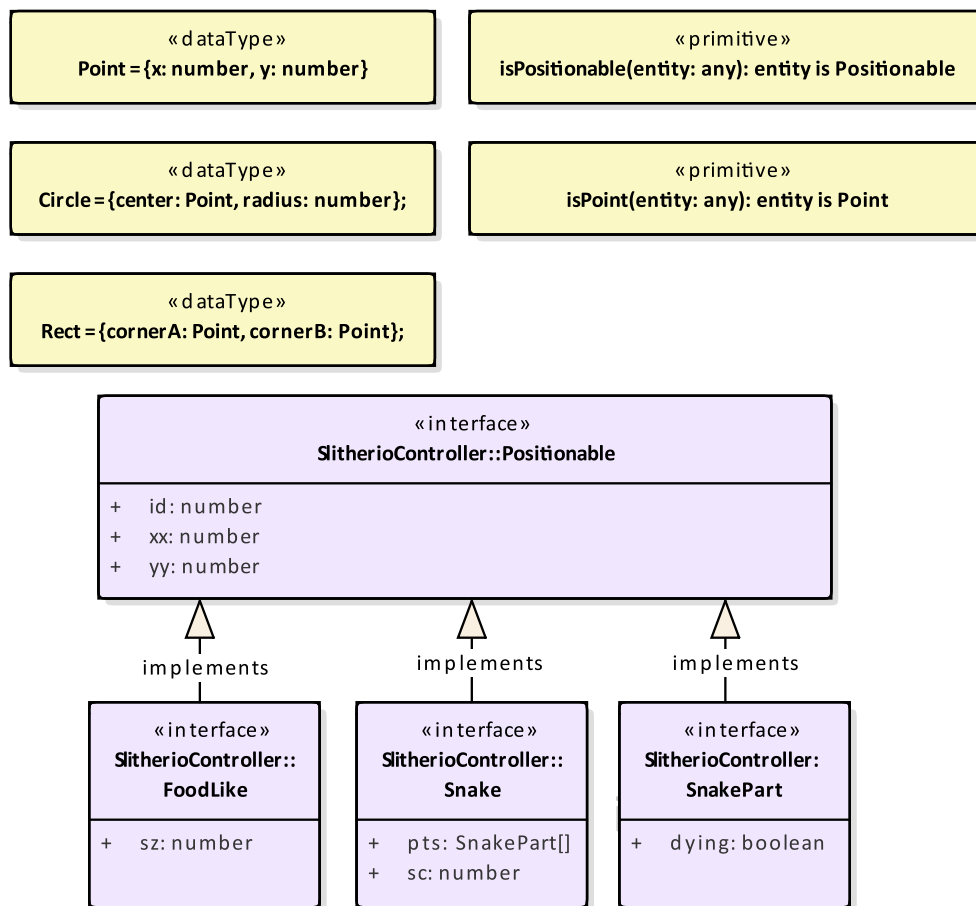 «dataType»
Point = {x: number, y: number}
«primitive»
isPositionable(entity: any): entity is Positionable
«dataType»
Circle = {center: Point, radius: number};
«primitive»
isPoint(entity: any): entity is Point
«dataType»
Rect = {cornerA: Point, cornerB: Point};
«interface»
SlitherioController::Positionable
+ id: number
+ xx: number
+ yy: number
implements
implements
implements
«interface»
SlitherioController::
FoodLike
+ sz: number
«interface»
SlitherioController::
Snake
+ pts: SnakePart[]
+ sc: number
«interface»
SlitherioController:
SnakePart
+ dying: boolean